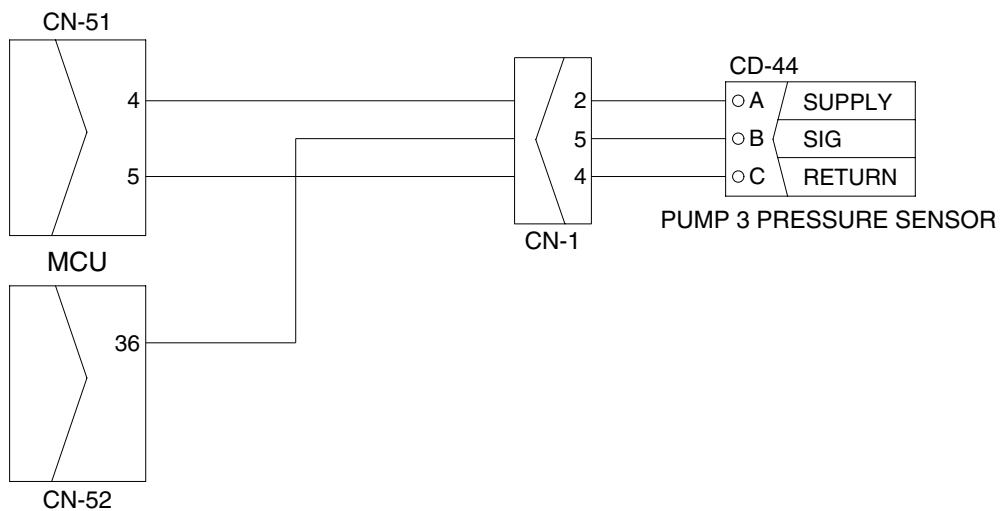 CN-51
4
5
MCU
36
CN-52
2
5
4
CN-1
CD-44
A SUPPLY
B SIG
C RETURN
PUMP 3 PRESSURE SENSOR